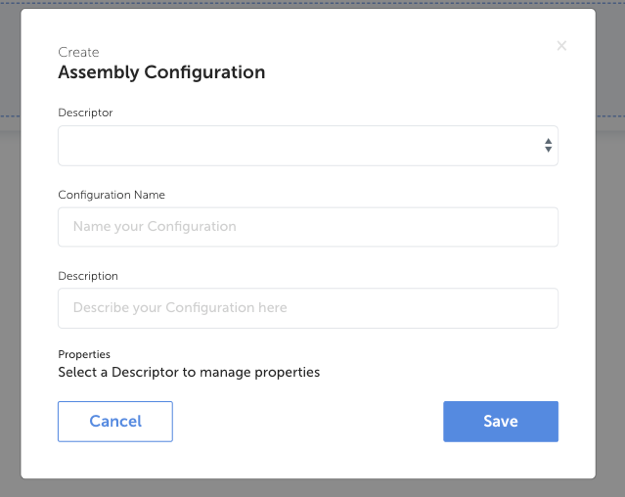 Create
Assembly Configuration
Descriptor
Configuration Name
Name your Configuration
Description
Describe your Configuration here
Properties
Select a Descriptor to manage properties
Cancel
Save